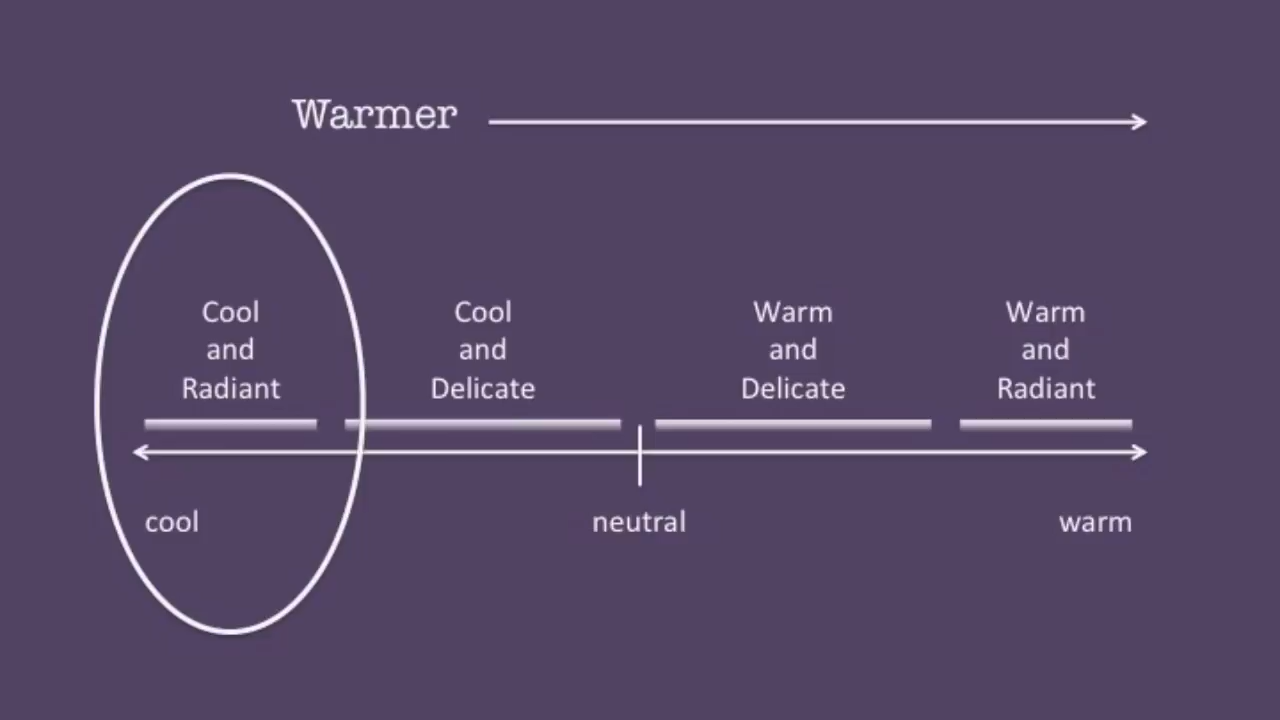 Warmer
Cool
and
Radiant
Cool
and
Delicate
Warm
and
Delicate
Warm
and
Radiant
cool
neutral
warm